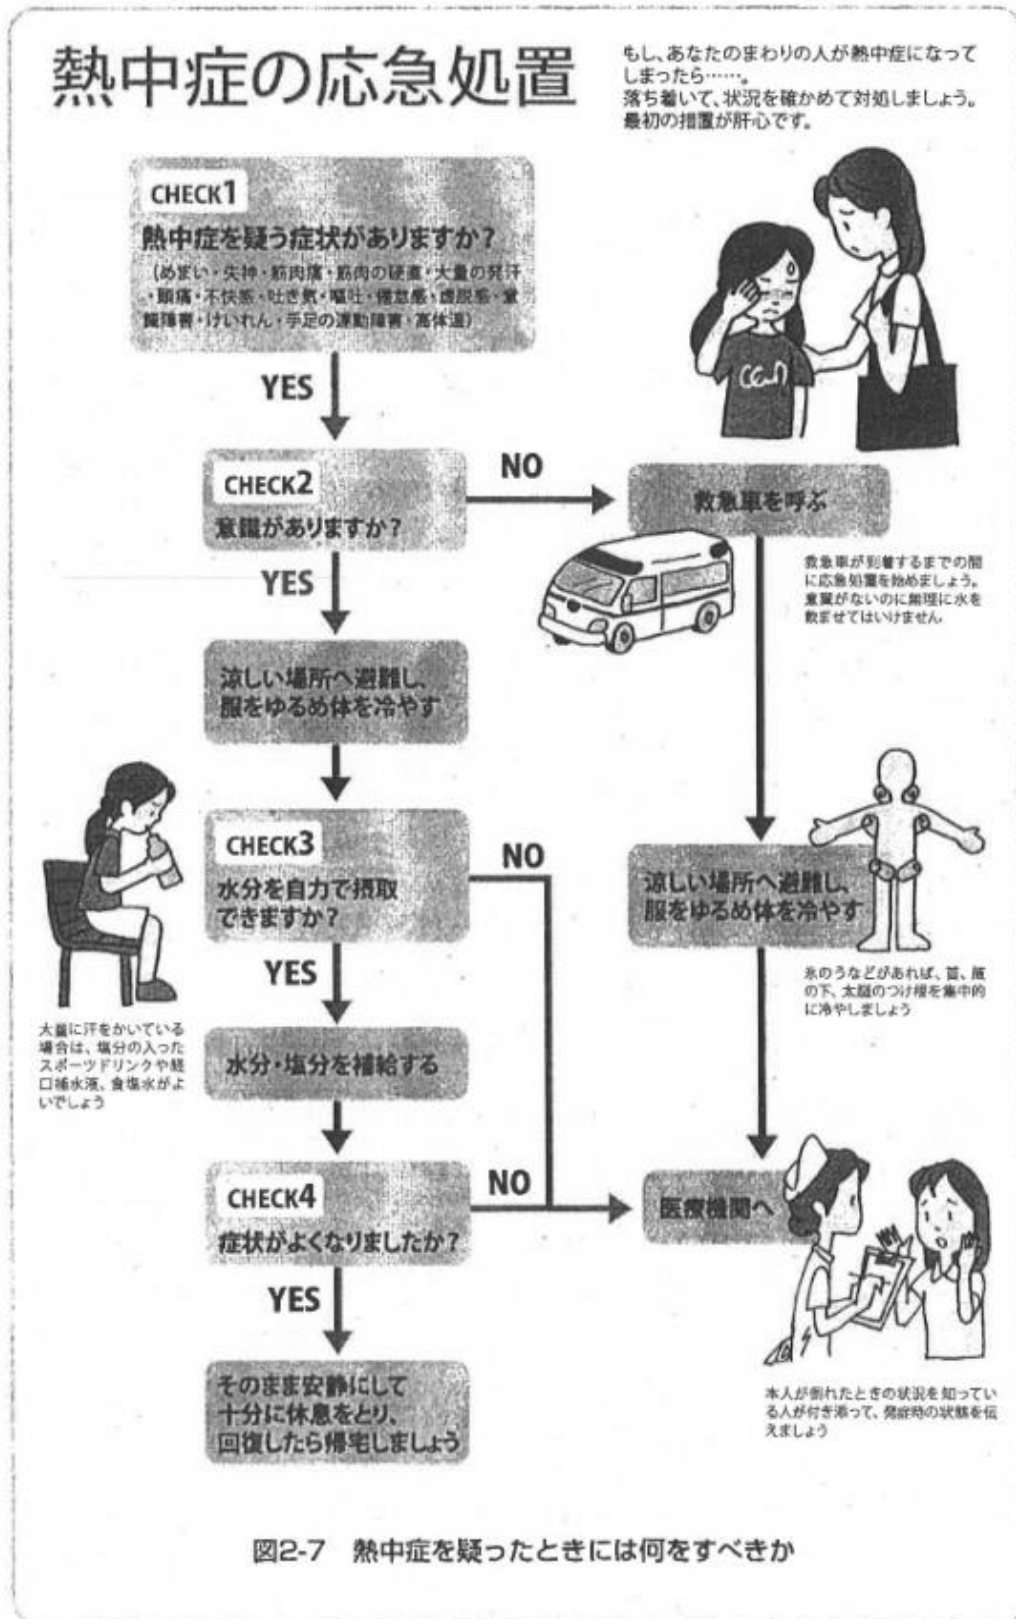 熱中症の応急処置
もし、あなたのまわりの人が熱中症になって
しまったら……。
落ち着いて、状況を確かめて対処しましょう。
最初の措置が肝心です。
CHECK1
熱中症を疑う症状がありますか？
(めまい・失神・筋肉痛・筋肉の硬直・大量の発汗
・頭痛・不快感・吐き気・嘔吐・倦怠感・虚脱感・意
識障害・けいれん・手足の運動障害・高体温)
YES
CHECK2
意識がありますか？
NO
救急車を呼ぶ
救急車が到着するまでの間
に応急処置を始めましょう。
意識がないのに無理に水を
飲ませてはいけません
YES
涼しい場所へ避難し、
服をゆるめ体を冷やす
CHECK3
水分を自力で摂取
できますか？
NO
涼しい場所へ避難し、
服をゆるめ体を冷やす
氷のうなどがあれば、首、腋
の下、太腿のつけ根を集中的
に冷やしましょう
YES
大量に汗をかいている
場合は、塩分の入った
スポーツドリンクや経
口補水液、食塩水がよ
いでしょう
水分・塩分を補給する
CHECK4
症状がよくなりましたか？
NO
医療機関へ
本人が倒れたときの状況を知ってい
る人が付き添って、発症時の状態を伝
えましょう
YES
そのまま安静にして
十分に休息をとり、
回復したら帰宅しましょう
図2-7　熱中症を疑ったときには何をすべきか